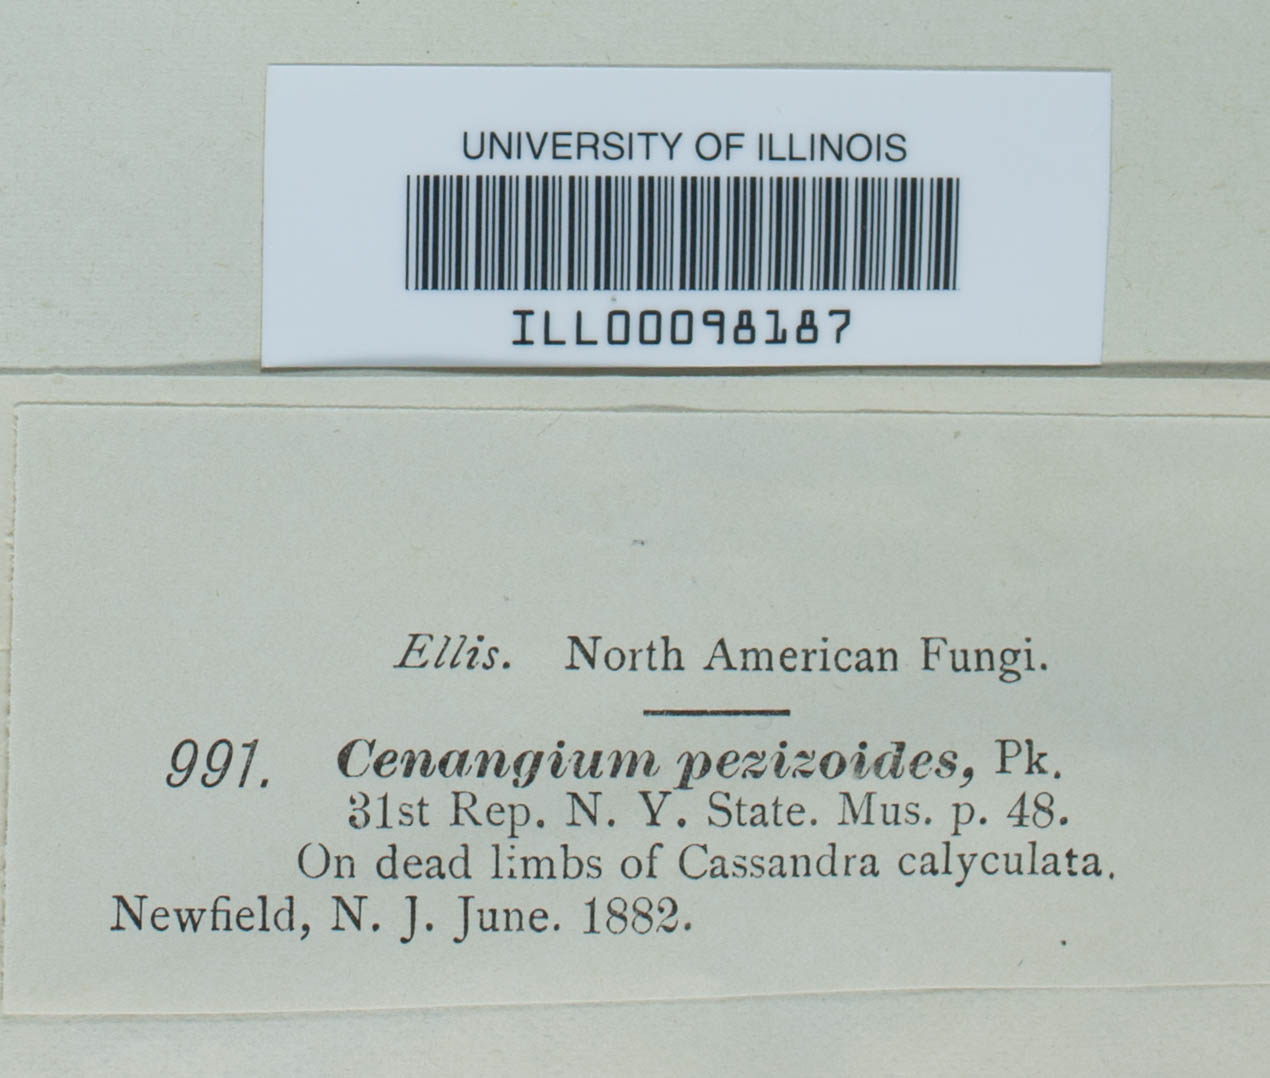 UNIVERSITY OF ILLINOIS
ILL00098187
Ellis. North American Fungi.
991. Cenangium pezizoides, Pk.
31st Rep. N. Y. State. Mus. p. 48.
On dead limbs of Cassandra calyculata.
Newfield, N. J. June. 1882.